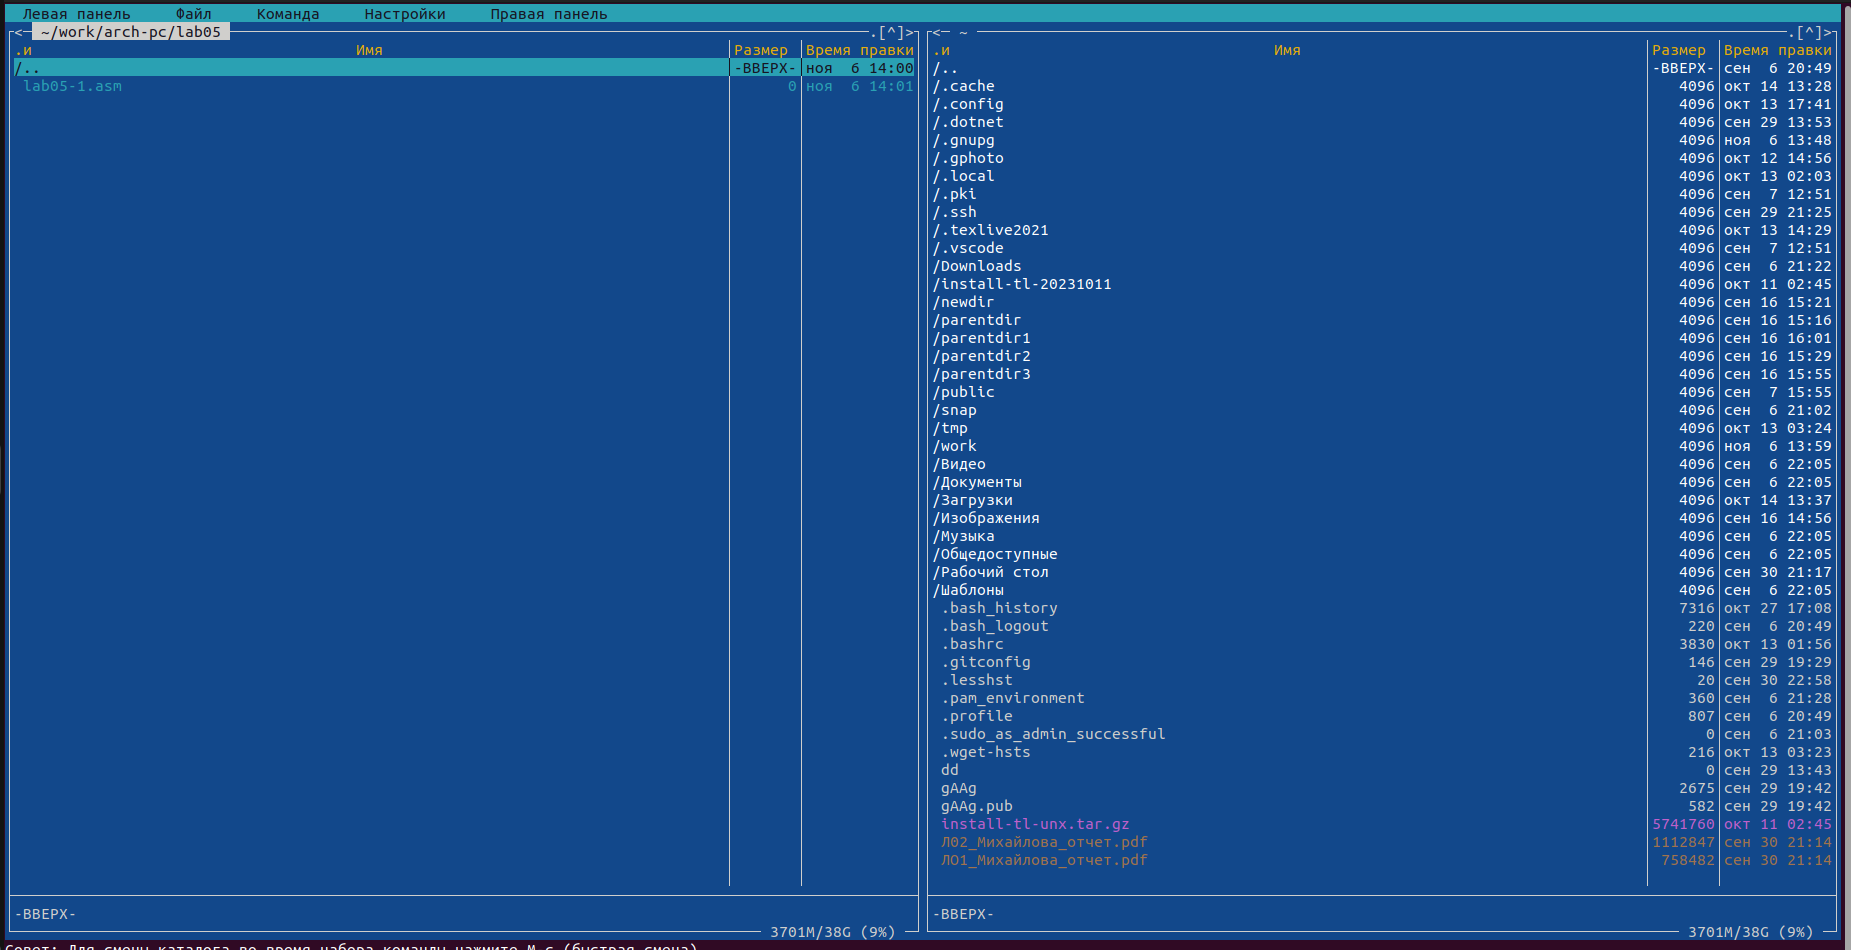 Левая панель Файл Команда Настройки Правая панель
<─ ~/work/arch-pc/lab05 .[^]>
.и Имя Размер Время правки
/.. -ВВЕРХ- ноя 6 14:00
lab05-1.asm 0 ноя 6 14:01
-ВВЕРХ-
3701M/38G (9%)
<─ ~ .[^]>
.и Имя Размер Время правки
/.. -ВВЕРХ- сен 6 20:49
/.cache 4096 окт 14 13:28
/.config 4096 окт 13 17:41
/.dotnet 4096 сен 29 13:53
/.gnupg 4096 ноя 6 13:48
/.gphoto 4096 окт 12 14:56
/.local 4096 окт 13 02:03
/.pki 4096 сен 7 12:51
/.ssh 4096 сен 29 21:25
/.texlive2021 4096 окт 13 14:29
/.vscode 4096 сен 7 12:51
/Downloads 4096 сен 6 21:22
/install-tl-20231011 4096 окт 11 02:45
/newdir 4096 сен 16 15:21
/parentdir 4096 сен 16 15:16
/parentdir1 4096 сен 16 16:01
/parentdir2 4096 сен 16 15:29
/parentdir3 4096 сен 16 15:55
/public 4096 сен 7 15:55
/snap 4096 сен 6 21:02
/tmp 4096 окт 13 03:24
/work 4096 ноя 6 13:59
/Видео 4096 сен 6 22:05
/Документы 4096 сен 6 22:05
/Загрузки 4096 окт 14 13:37
/Изображения 4096 сен 16 14:56
/Музыка 4096 сен 6 22:05
/Общедоступные 4096 сен 6 22:05
/Рабочий стол 4096 сен 30 21:17
/Шаблоны 4096 сен 6 22:05
.bash_history 7316 окт 27 17:08
.bash_logout 220 сен 6 20:49
.bashrc 3830 окт 13 01:56
.gitconfig 146 сен 29 19:29
.lesshst 20 сен 30 22:58
.pam_environment 360 сен 6 21:28
.profile 807 сен 6 20:49
.sudo_as_admin_successful 0 сен 6 21:03
.wget-hsts 216 окт 13 03:23
dd 0 сен 29 13:43
gAAg 2675 сен 29 19:42
gAAg.pub 582 сен 29 19:42
install-tl-unx.tar.gz 5741760 окт 11 02:45
Л02_Михайлова_отчет.pdf 1112847 сен 30 21:14
ЛО1_Михайлова_отчет.pdf 758482 сен 30 21:14
-ВВЕРХ-
3701M/38G (9%)
Совет: Для смены каталога во время набора команды нажмите M-c (быстрая смена)